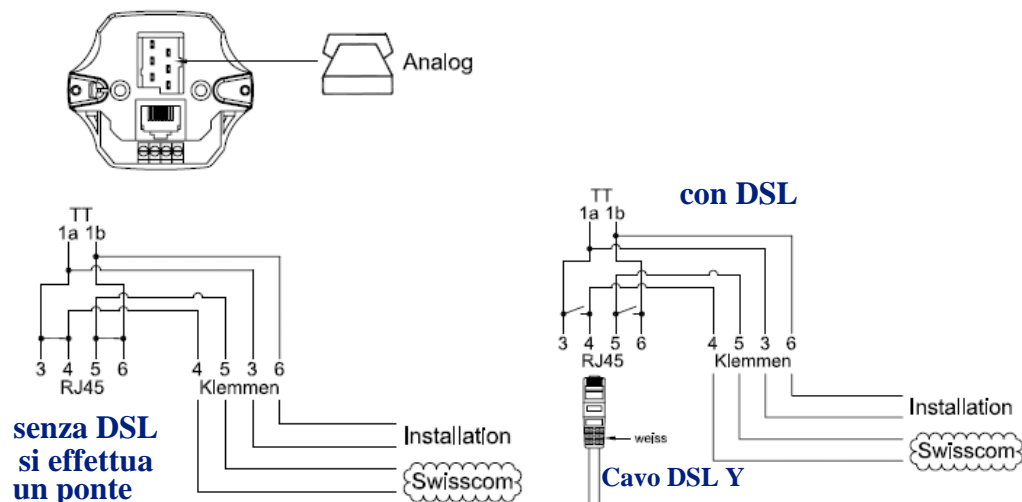 Analog
TT
1a 1b
3 4 5 6
RJ45
4 5 3 6
Klemmen
Installation
Swisscom
senza DSL
si effettua
un ponte
con DSL
TT
1a 1b
3 4 5 6
RJ45
4 5 3 6
Klemmen
Installation
Swisscom
weiss
Cavo DSL Y